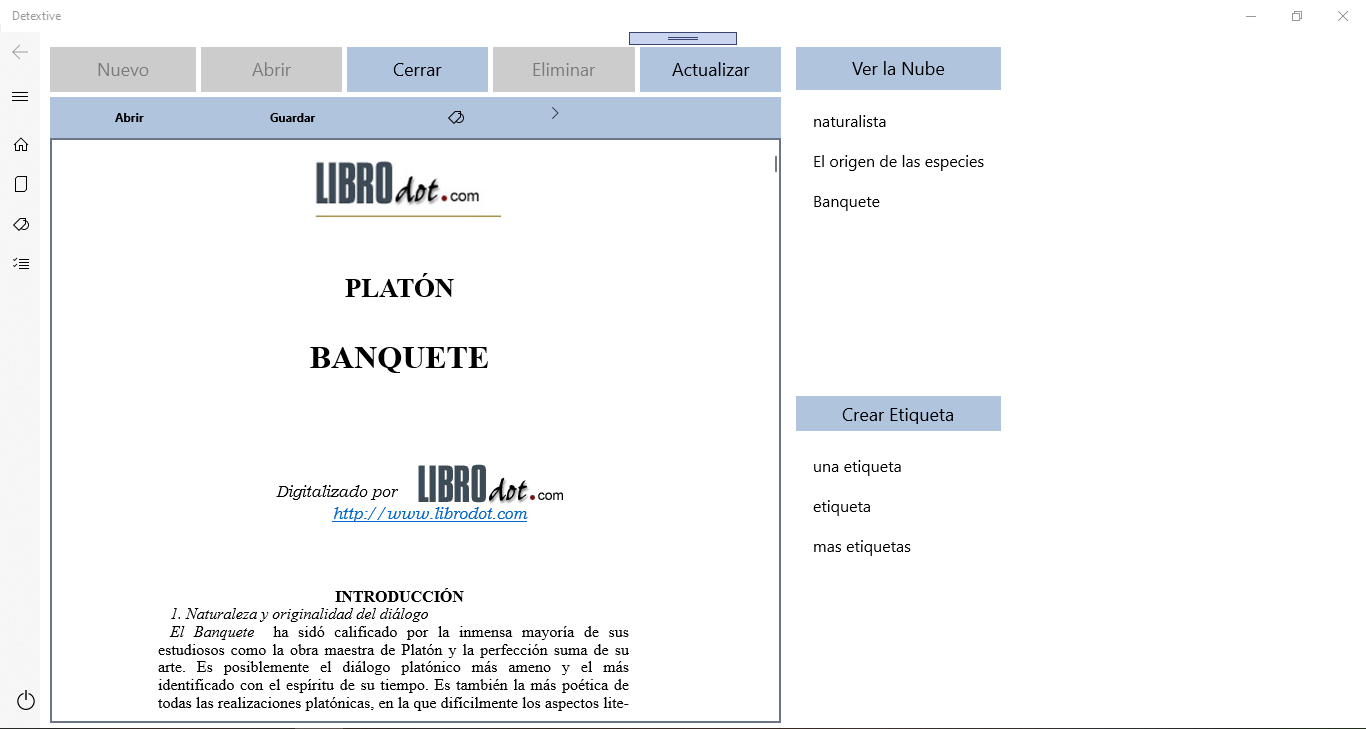 Detextive
Nuevo
Abrir
Cerrar
Eliminar
Actualizar
Ver la Nube
Abrir
Guardar
naturalista
El origen de las especies
Banquete
LIBROdot.com
PLATÓN
BANQUETE
Digitalizado por LIBROdot.com
http://www.librodot.com
INTRODUCCIÓN
1. Naturaleza y originalidad del diálogo
El Banquete ha sidó calificado por la inmensa mayoría de sus
estudiosos como la obra maestra de Platón y la perfección suma de su
arte. Es posiblemente el diálogo platónico más ameno y el más
identificado con el espíritu de su tiempo. Es también la más poética de
todas las realizaciones platónicas, en la que difícilmente los aspectos lite-
Crear Etiqueta
una etiqueta
etiqueta
mas etiquetas